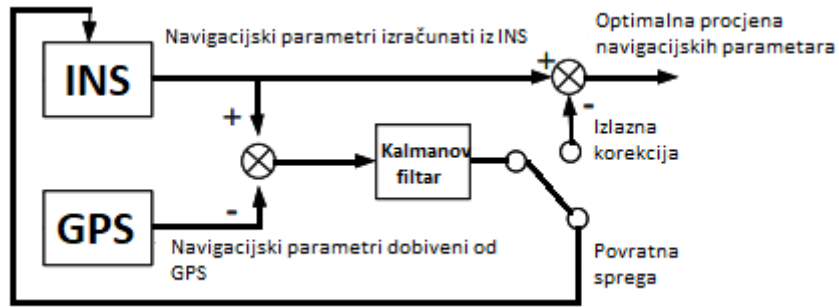 Navigacijski parametri izračunati iz INS
Optimalna procjena
navigacijskih parametara
INS
+
-
+
Izlazna
korekcija
Kalmanov
filtar
-
GPS
Navigacijski parametri dobiveni od
GPS
Povratna
sprega